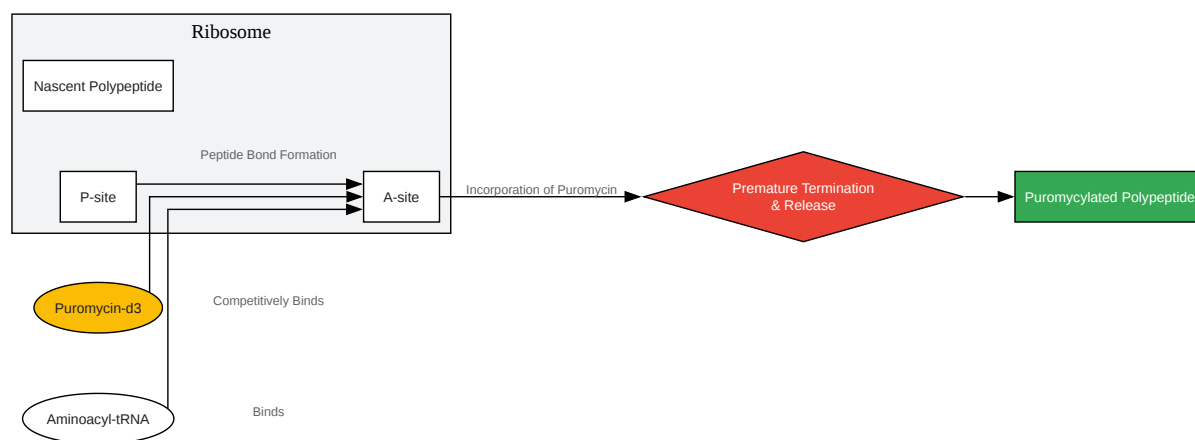 Ribosome
Nascent Polypeptide
Peptide Bond Formation
P-site
A-site
Incorporation of Puromycin
Premature Termination
& Release
Puromycylated Polypeptide
Puromycin-d3
Competitively Binds
Aminoacyl-tRNA
Binds